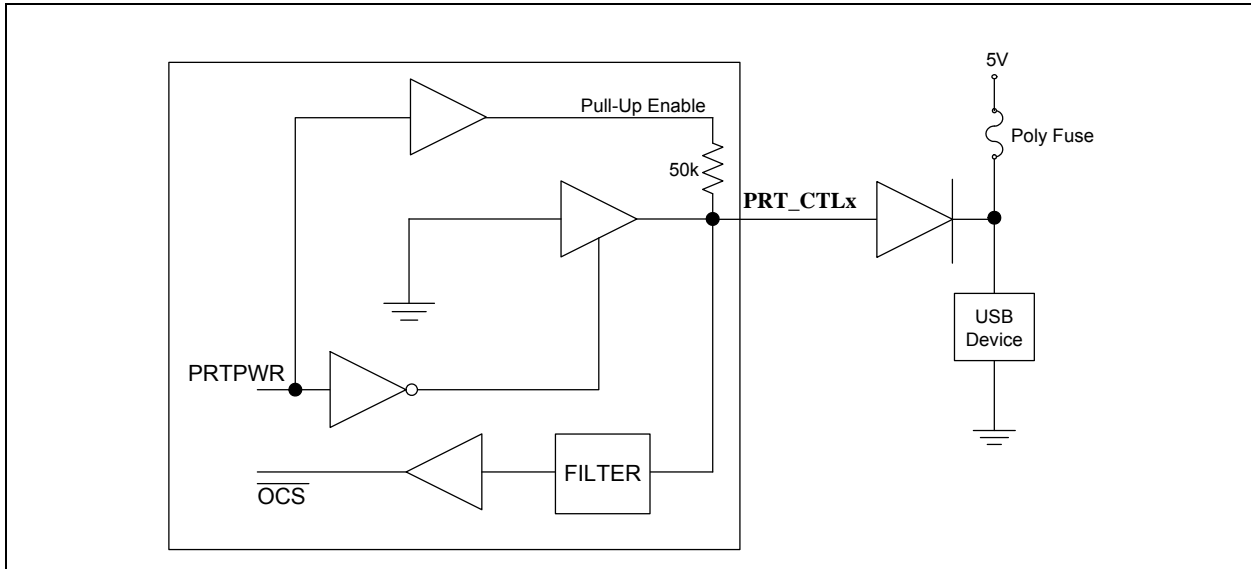 5V
Pull-Up Enable
Poly Fuse
50k
PRT_CTLx
USB
Device
PRTPWR
FILTER
OCS